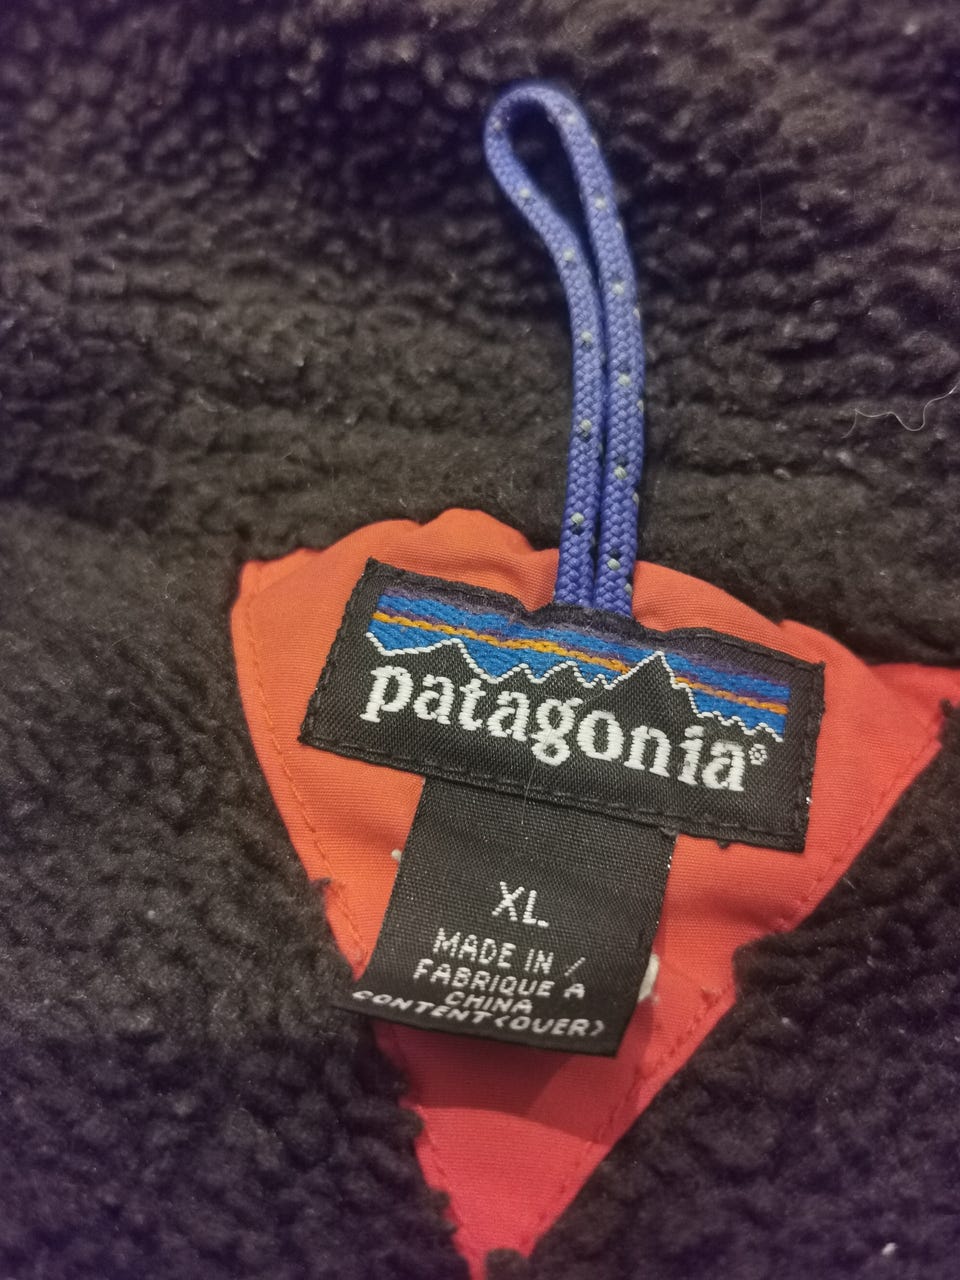 patagonia®
XL
MADE IN /
FABRIQUE A
CHINA
CONTENT<OVER>